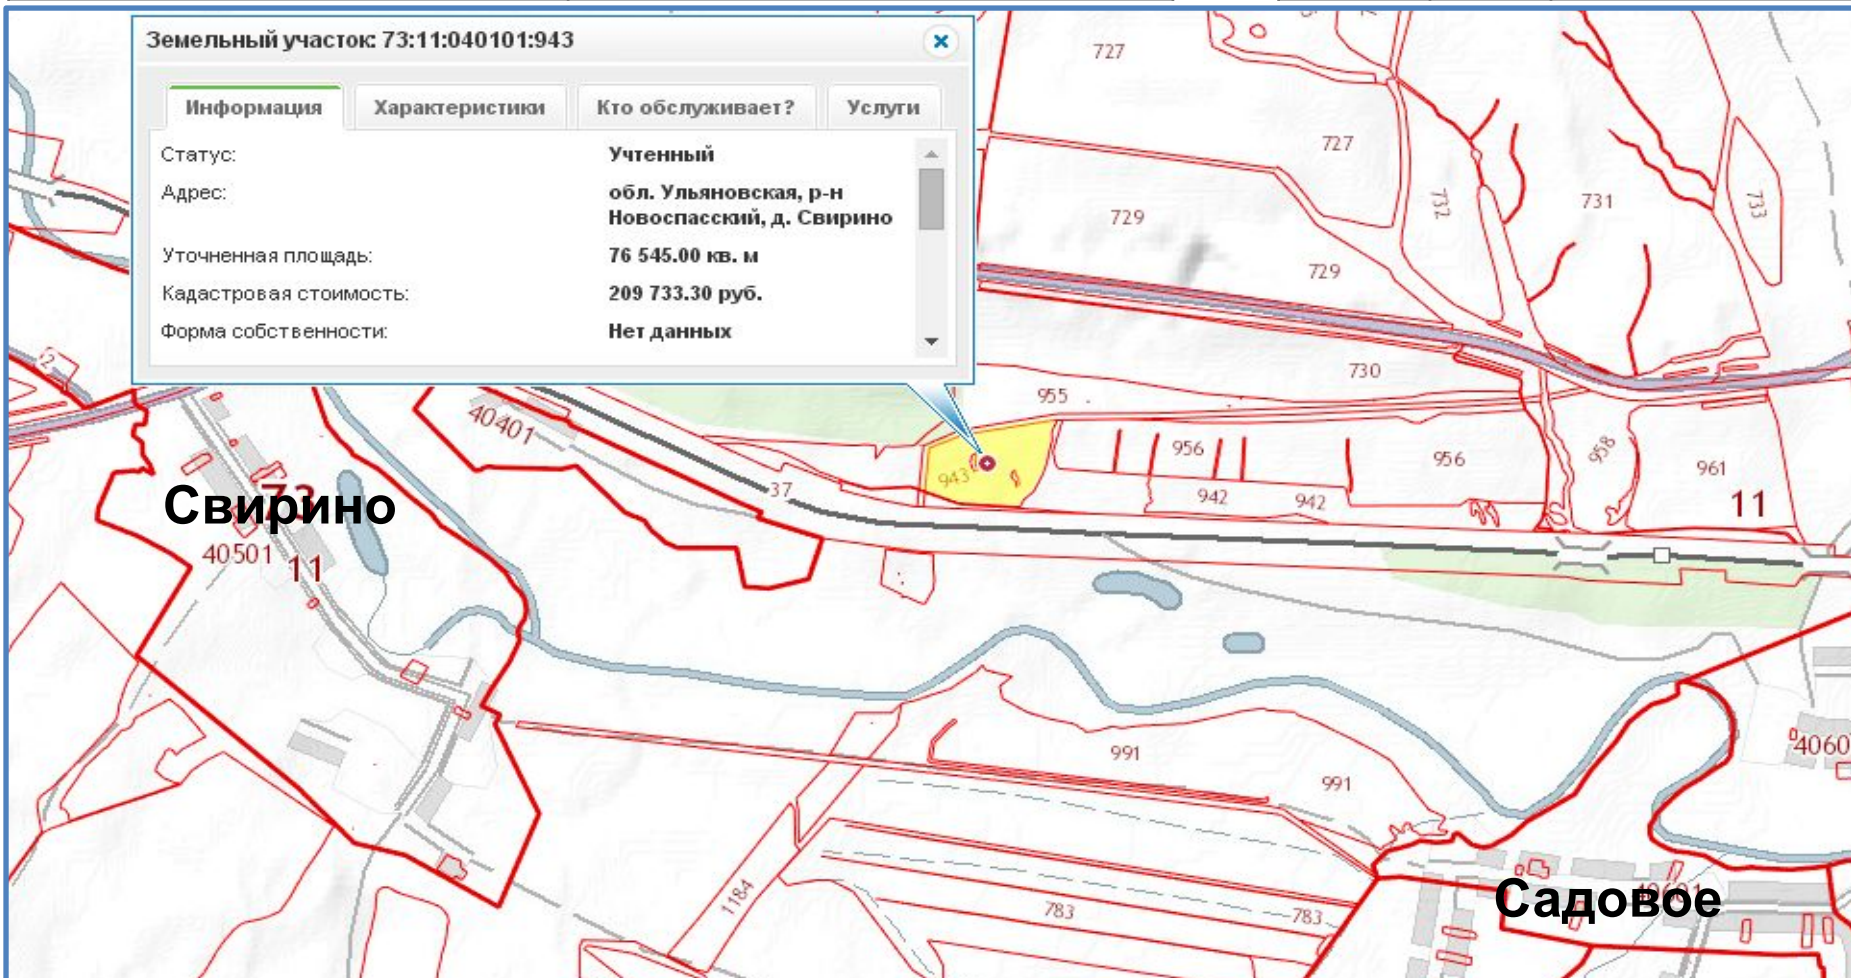 Земельный участок: 73:11:040101:943
Информация
Характеристики
Кто обслуживает?
Услуги
Статус:
Учтенный
Адрес:
обл. Ульяновская, р-н
Новоспасский, д. Свирино
Уточненная площадь:
76 545.00 кв. м
Кадастровая стоимость:
209 733.30 руб.
Форма собственности:
Нет данных
727
727
732
731
733
729
729
730
955
2
40401
943
956
956
958
961
11
37
942
942
73
Свирино
40501
11
4060
991
991
1184
783
783
40601
Садовое